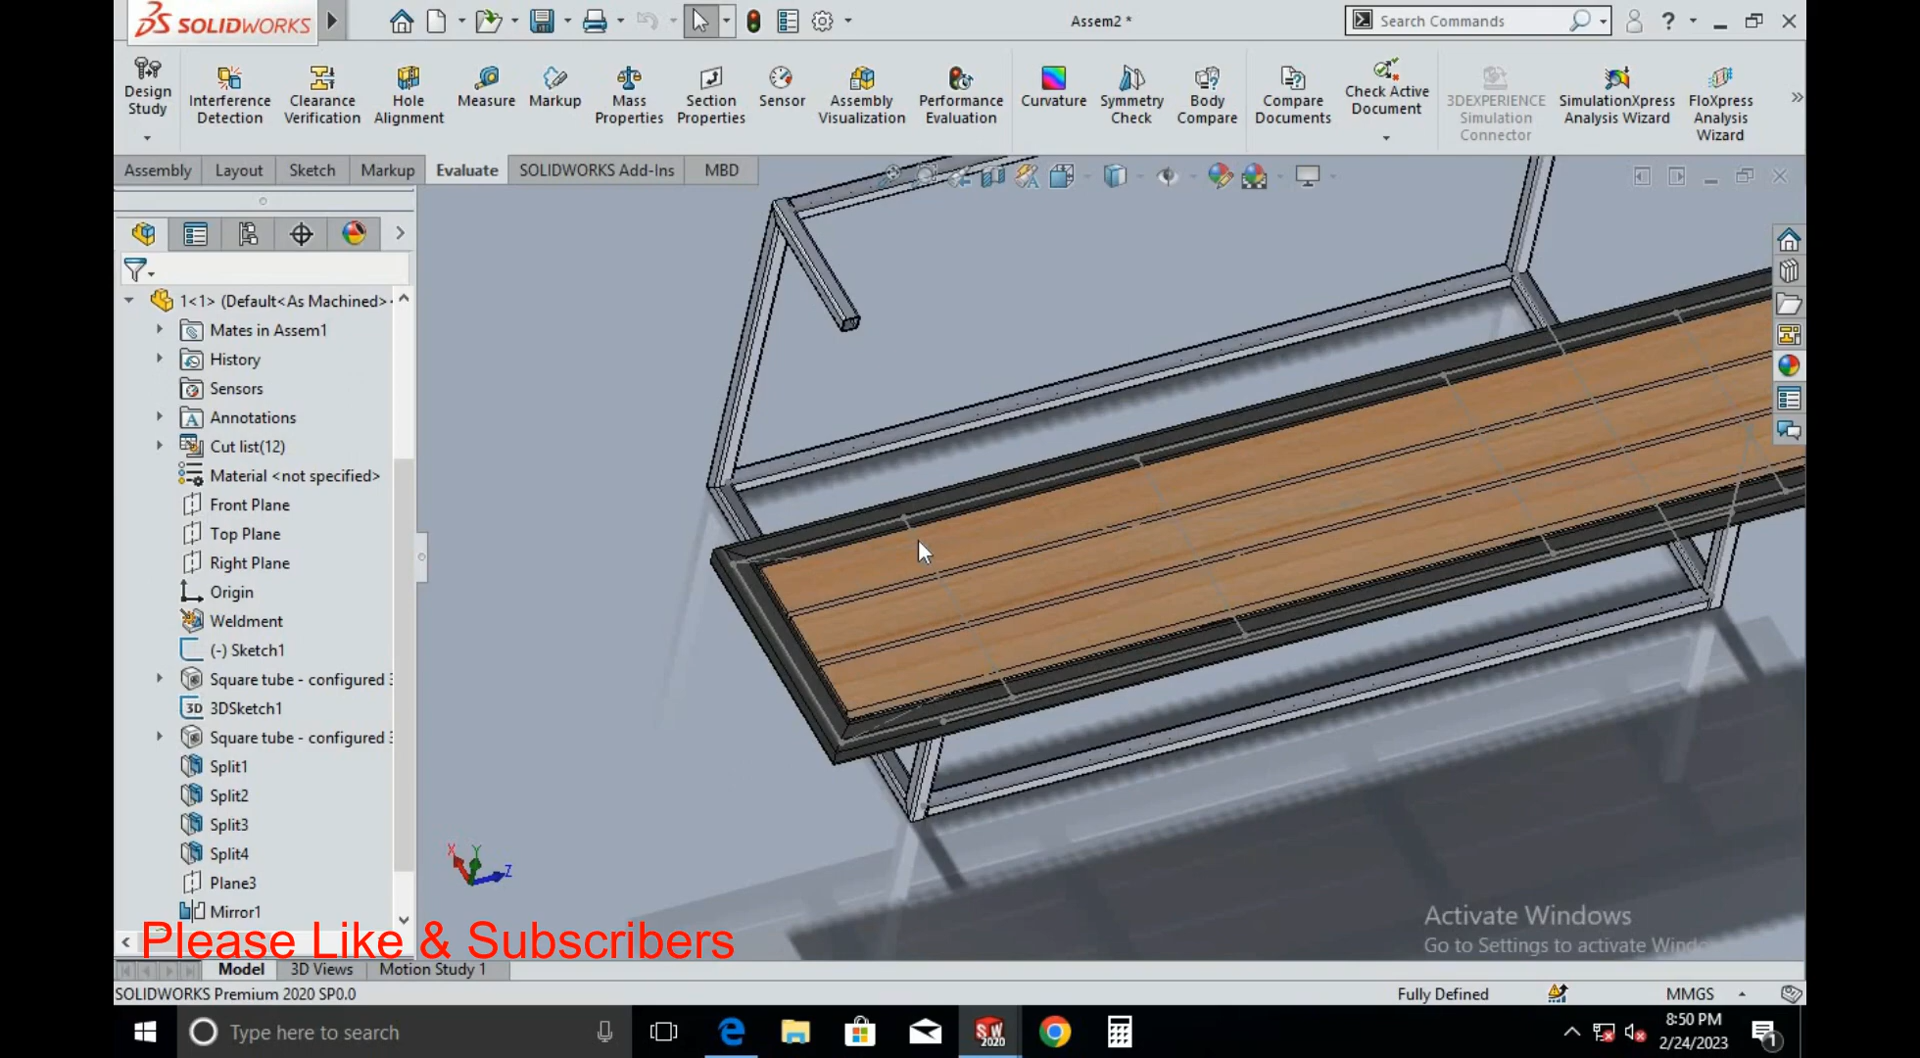 SOLIDWORKS
Assem2 *
Search Commands
?
Design Study
Interference Detection
Clearance Verification
Hole Alignment
Measure
Markup
Mass Properties
Section Properties
Sensor
Assembly Visualization
Performance Evaluation
Curvature
Symmetry Check
Body Compare
Compare Documents
Check Active Document
3DEXPERIENCE Simulation Connector
SimulationXpress Analysis Wizard
FloXpress Analysis Wizard
Assembly
Layout
Sketch
Markup
Evaluate
SOLIDWORKS Add-Ins
MBD
1<1> (Default<As Machined>
Mates in Assem1
History
Sensors
Annotations
Cut list(12)
Material <not specified>
Front Plane
Top Plane
Right Plane
Origin
Weldment
(-) Sketch1
Square tube - configured
3D 3DSketch1
Square tube - configured
Split1
Split2
Split3
Split4
Plane3
Mirror1
X Y Z
Activate Windows
Go to Settings to activate
Please Like & Subscribers
Model
3D Views
Motion Study 1
SOLIDWORKS Premium 2020 SP0.0
Fully Defined
MMGS
Type here to search
SW 2020
8:50 PM
2/24/2023
1